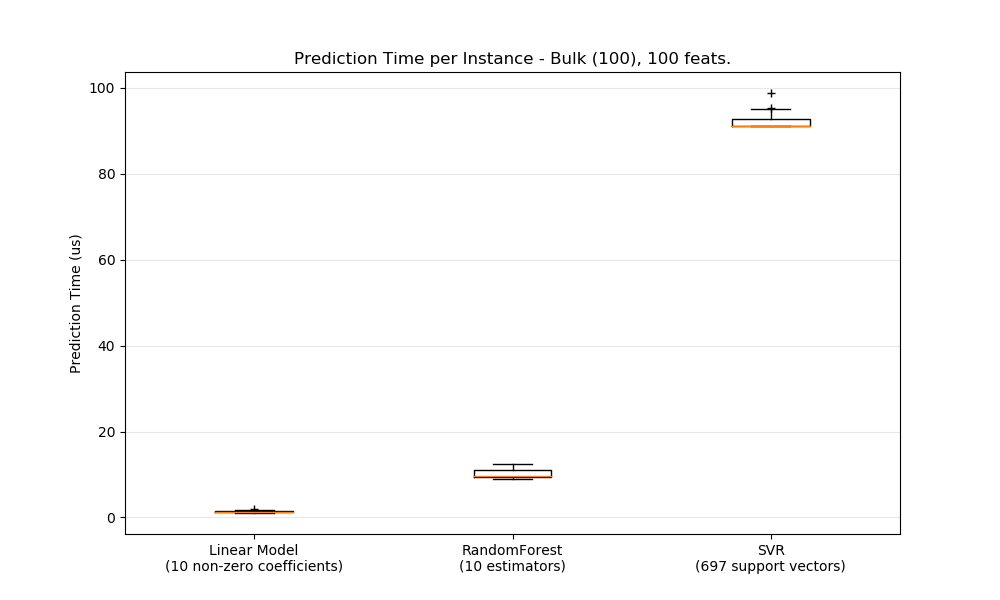 Prediction Time per Instance - Bulk (100), 100 feats.
100
80
60
40
20
0
Prediction Time (us)
Linear Model
(10 non-zero coefficients)
RandomForest
(10 estimators)
SVR
(697 support vectors)